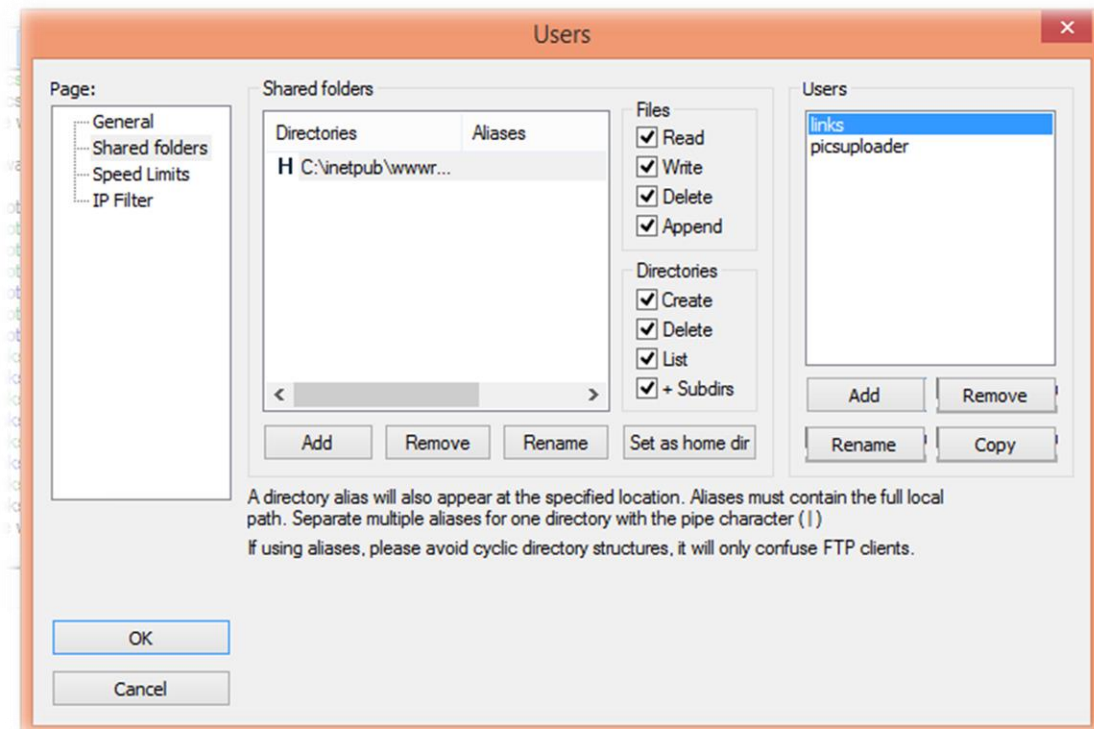 Users
Page:
General
Shared folders
Speed Limits
IP Filter
OK
Cancel
Shared folders
Directories Aliases
H C:\inetpub\wwwr...
Add Remove Rename Set as home dir
Files
Read
Write
Delete
Append
Directories
Create
Delete
List
+ Subdirs
Users
links
picsuploader
Add Remove
Rename Copy
A directory alias will also appear at the specified location. Aliases must contain the full local
path. Separate multiple aliases for one directory with the pipe character (|)
If using aliases, please avoid cyclic directory structures, it will only confuse FTP clients.